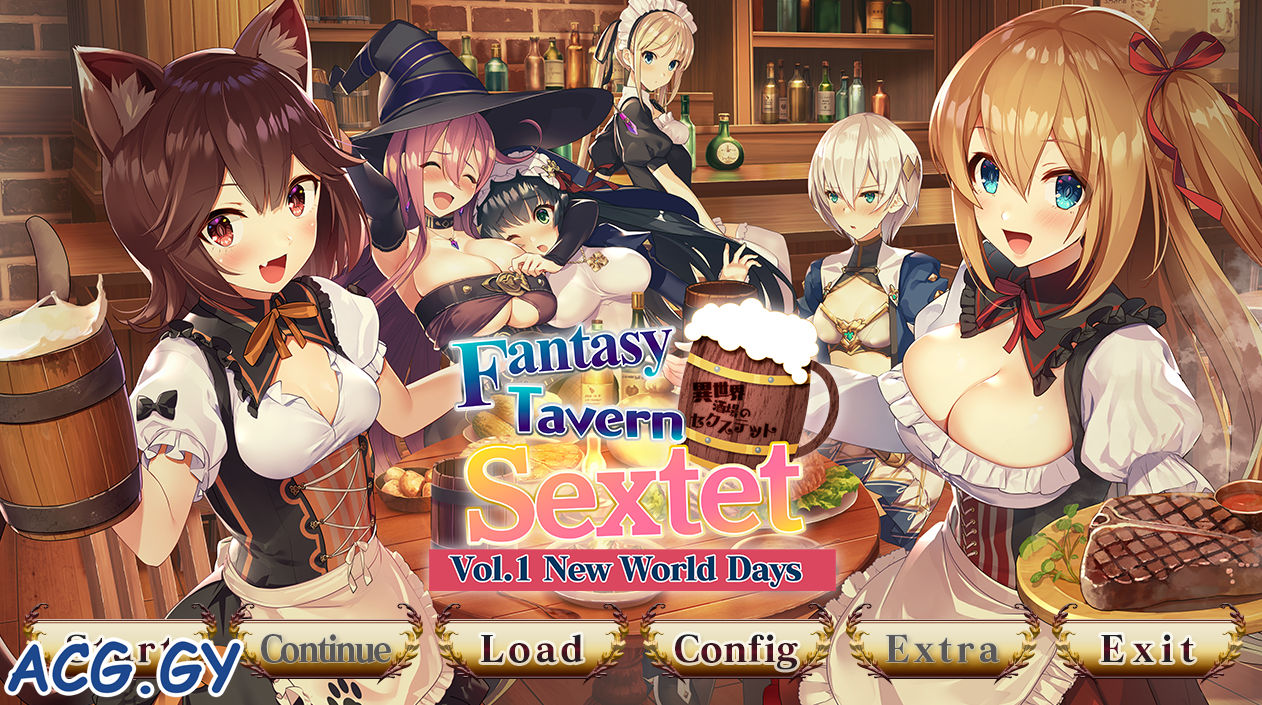 Fantasy
Tavern
異世界
酒場の
セクステット
Sextet
Vol.1 New World Days
Start
Continue
Load
Config
Extra
Exit
ACG.GY